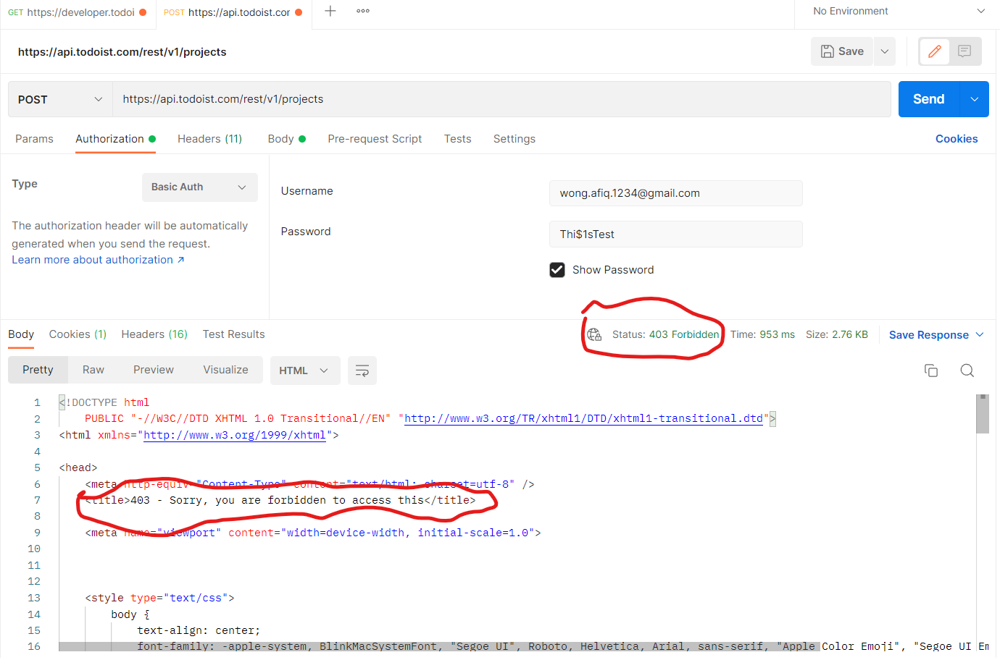 GET https://developer.todoi
POST https://api.todoist.cor
No Environment
https://api.todoist.com/rest/v1/projects
Save
POST
https://api.todoist.com/rest/v1/projects
Send
Params
Authorization
Headers (11)
Body
Pre-request Script
Tests
Settings
Cookies
Type
Basic Auth
The authorization header will be automatically
generated when you send the request.
Learn more about authorization ↗
Username
wong.afiq.1234@gmail.com
Password
Thi$1sTest
Show Password
Body
Cookies (1)
Headers (16)
Test Results
Status: 403 Forbidden
Time: 953 ms
Size: 2.76 KB
Save Response
Pretty
Raw
Preview
Visualize
HTML
1 <!DOCTYPE html
2 PUBLIC "-//W3C//DTD XHTML 1.0 Transitional//EN" "http://www.w3.org/TR/xhtml1/DTD/xhtml1-transitional.dtd">
3 <html xmlns="http://www.w3.org/1999/xhtml">
4
5 <head>
6 <meta http-equiv="Content-Type" content="text/html; charset=utf-8" />
7 <title>403 - Sorry, you are forbidden to access this</title>
8
9 <meta name="viewport" content="width=device-width, initial-scale=1.0">
10
11
12
13 <style type="text/css">
14 body {
15 text-align: center;
16 font-family: -apple-system, BlinkMacSystemFont, "Segoe UI", Roboto, Helvetica, Arial, sans-serif, "Apple Color Emoji", "Segoe UI Em